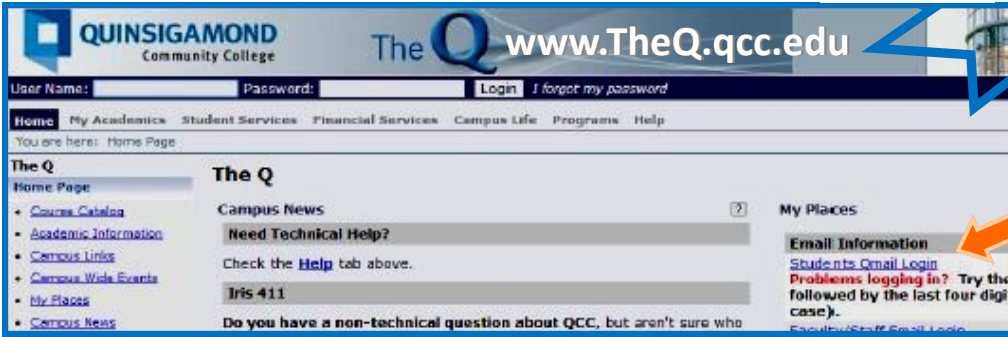 QUINSIGAMOND
Community College
The Q www.TheQ.qcc.edu
User Name: Password: Login I forgot my password
Home My Academics Student Services Financial Services Campus Life Programs Help
You are here: Home Page
The Q
Home Page
• Course Catalog
• Academic Information
• Campus Links
• Campus Wide Events
• My Places
• Campus News
The Q
Campus News ?
Need Technical Help?
Check the Help tab above.
Iris 411
Do you have a non-technical question about QCC, but aren't sure who
My Places
Email Information
Students Qmail Login
Problems logging in? Try the
followed by the last four digi
case).
Faculty/Staff Email Login